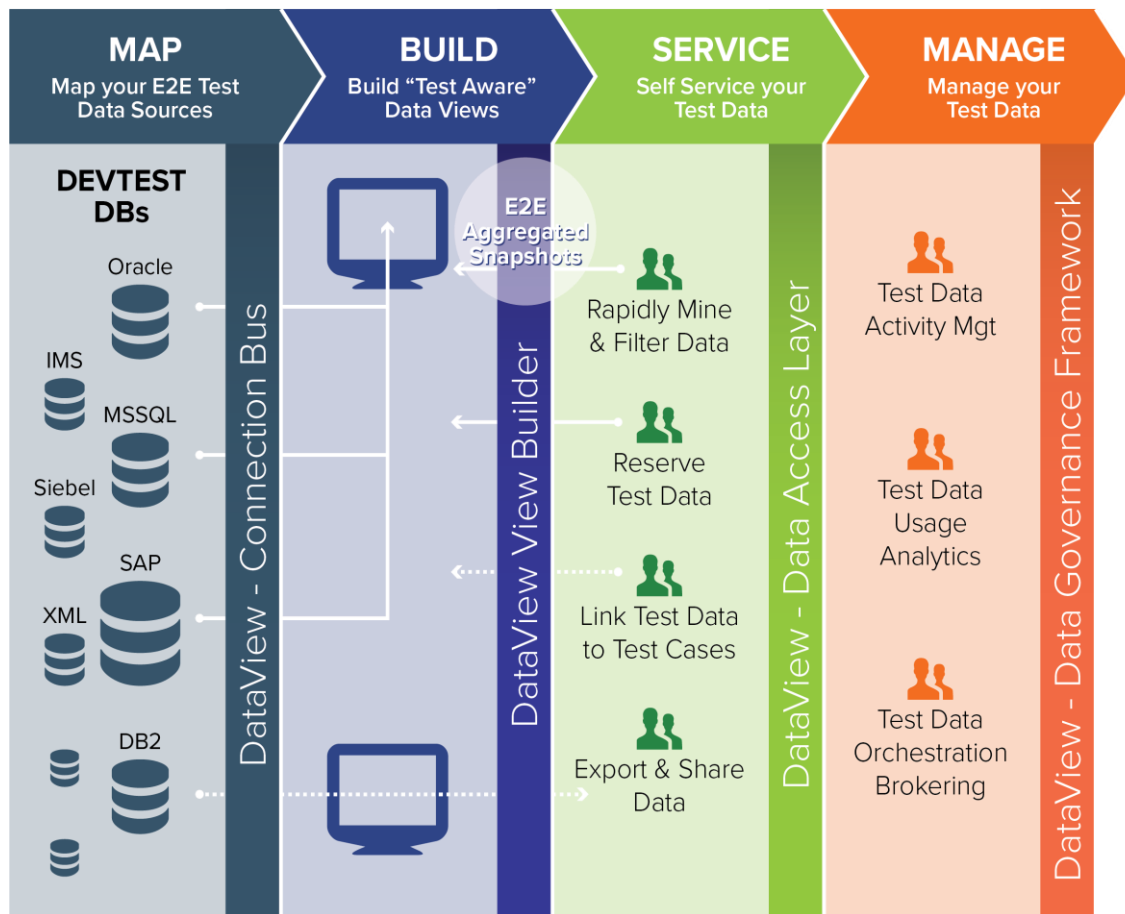 MAP
Map your E2E Test
Data Sources
BUILD
Build “Test Aware”
Data Views
SERVICE
Self Service your
Test Data
MANAGE
Manage your
Test Data
DEVTEST
DBs
Oracle
IMS
MSSQL
Siebel
SAP
XML
DB2
DataView - Connection Bus
E2E
Aggregated
Snapshots
DataView View Builder
Rapidly Mine
& Filter Data
Reserve
Test Data
Link Test Data
to Test Cases
Export & Share
Data
DataView - Data Access Layer
Test Data
Activity Mgt
Test Data
Usage
Analytics
Test Data
Orchestration
Brokering
DataView - Data Governance Framework